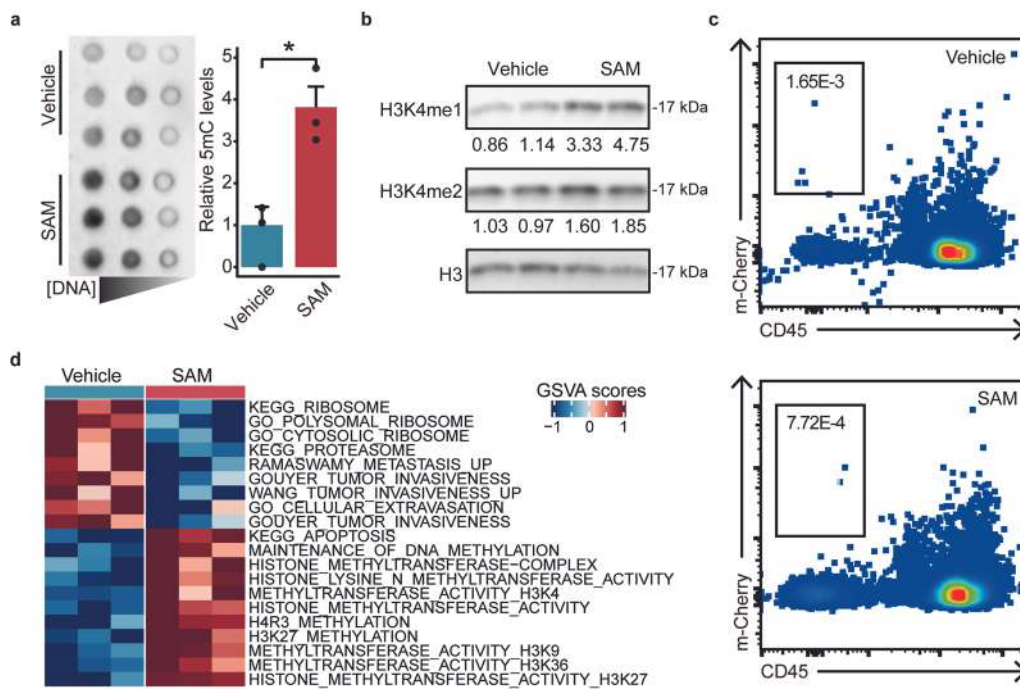 a
Vehicle
SAM
[DNA]
Relative 5mC levels
5
4
3
2
1
0
*
Vehicle
SAM
b
Vehicle SAM
H3K4me1
-17 kDa
0.86 1.14 3.33 4.75
H3K4me2
-17 kDa
1.03 0.97 1.60 1.85
H3
-17 kDa
c
Vehicle
1.65E-3
m-Cherry
CD45
SAM
7.72E-4
m-Cherry
CD45
d
Vehicle SAM
GSVA scores
−1 0 1
KEGG_RIBOSOME
GO_POLYSOMAL_RIBOSOME
GO_CYTOSOLIC_RIBOSOME
KEGG_PROTEASOME
RAMASWAMY_METASTASIS_UP
GOUYER_TUMOR_INVASIVENESS
WANG_TUMOR_INVASIVENESS_UP
GO_CELLULAR_EXTRAVASATION
GOUYER_TUMOR_INVASIVENESS
KEGG_APOPTOSIS
MAINTENANCE_OF_DNA_METHYLATION
HISTONE_METHYLTRANSFERASE−COMPLEX
HISTONE_LYSINE_N_METHYLTRANSFERASE_ACTIVITY
METHYLTRANSFERASE_ACTIVITY_H3K4
HISTONE_METHYLTRANSFERASE_ACTIVITY
H4R3_METHYLATION
H3K27_METHYLATION
METHYLTRANSFERASE_ACTIVITY_H3K9
METHYLTRANSFERASE_ACTIVITY_H3K36
HISTONE_METHYLTRANSFERASE_ACTIVITY_H3K27